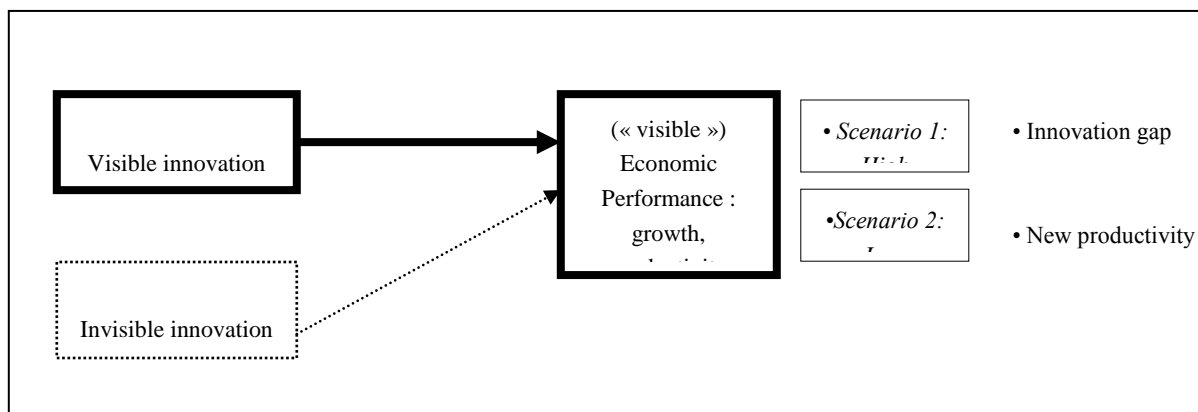 Visible innovation
Invisible innovation
(« visible »)
Economic
Performance :
growth,
• Scenario 1:
•Scenario 2:
• Innovation gap
• New productivity